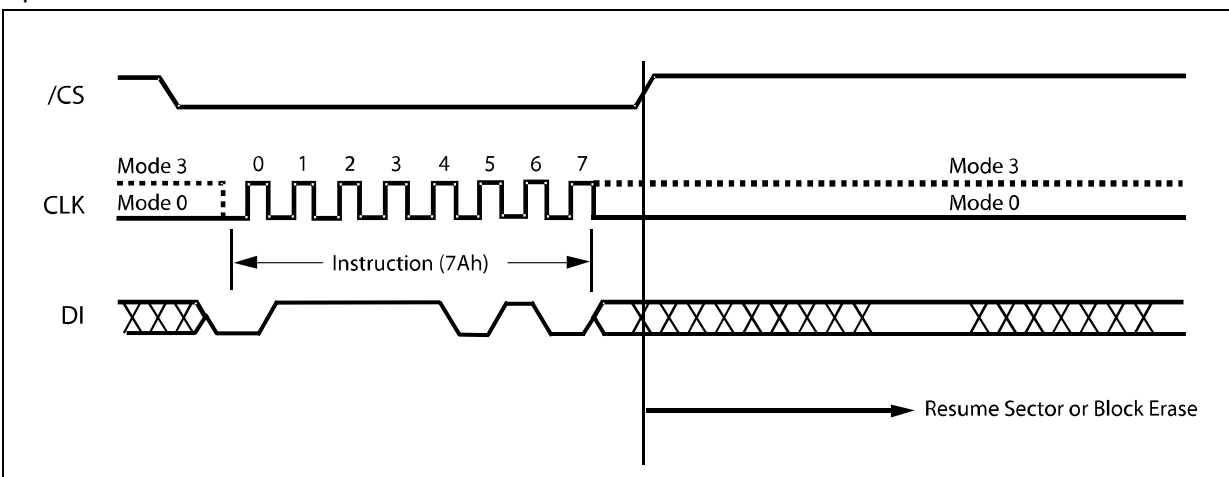 /CS
Mode 3
0 1 2 3 4 5 6 7
Mode 3
CLK
Mode 0
Mode 0
Instruction (7Ah)
DI
Resume Sector or Block Erase